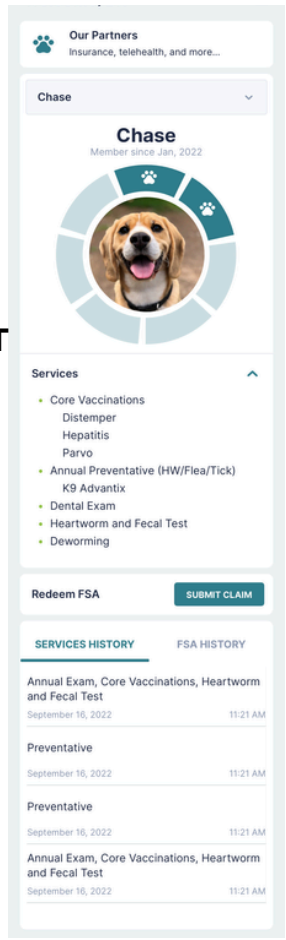 Our Partners
Insurance, telehealth, and more...
Chase
Chase
Member since Jan, 2022
Services
Core Vaccinations
Distemper
Hepatitis
Parvo
Annual Preventative (HW/Flea/Tick)
K9 Advantix
Dental Exam
Heartworm and Fecal Test
Deworming
Redeem FSA SUBMIT CLAIM
SERVICES HISTORY FSA HISTORY
Annual Exam, Core Vaccinations, Heartworm
and Fecal Test
September 16, 2022 11:21 AM
Preventative
September 16, 2022 11:21 AM
Preventative
September 16, 2022 11:21 AM
Annual Exam, Core Vaccinations, Heartworm
and Fecal Test
September 16, 2022 11:21 AM